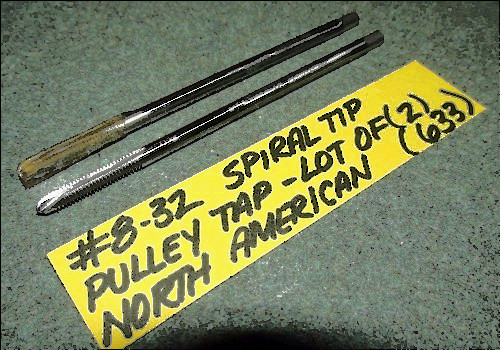 #8-32 SPIRAL TIP
PULLEY TAP - LOT OF (2)
NORTH AMERICAN (633)